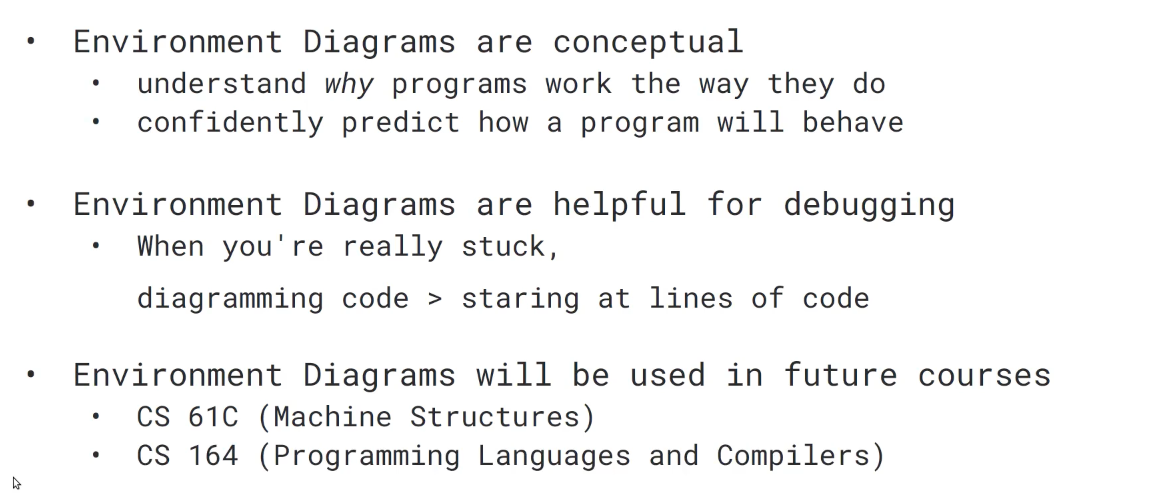 • Environment Diagrams are conceptual
• understand why programs work the way they do
• confidently predict how a program will behave
• Environment Diagrams are helpful for debugging
• When you're really stuck,
diagramming code > staring at lines of code
• Environment Diagrams will be used in future courses
• CS 61C (Machine Structures)
• CS 164 (Programming Languages and Compilers)